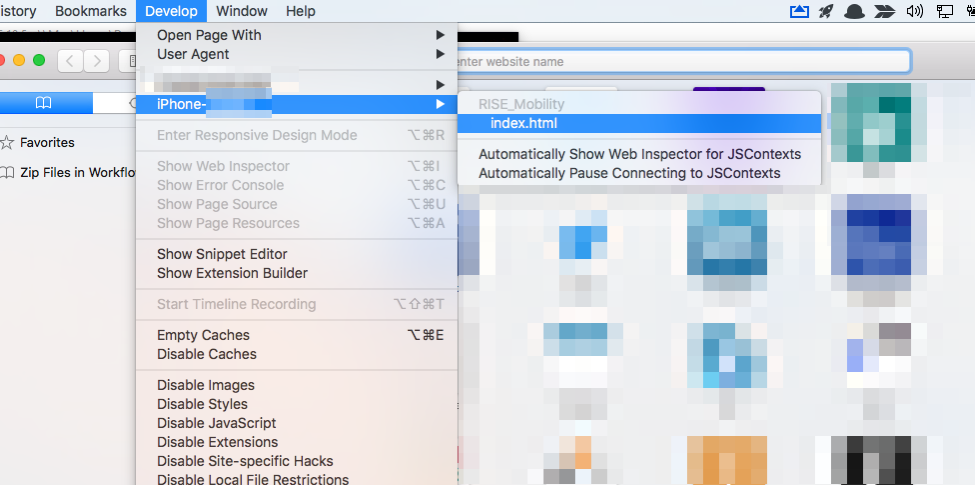 istory Bookmarks Develop Window Help
Open Page With
User Agent
enter website name
iPhone-
RISE_Mobility
index.html
Automatically Show Web Inspector for JSContexts
Automatically Pause Connecting to JSContexts
Favorites
Zip Files in Workflo
Enter Responsive Design Mode ⌥⌘R
Show Web Inspector ⌥⌘I
Show Error Console ⌥⌘C
Show Page Source ⌥⌘U
Show Page Resources ⌥⌘A
Show Snippet Editor
Show Extension Builder
Start Timeline Recording ⌥⇧⌘T
Empty Caches ⌥⌘E
Disable Caches
Disable Images
Disable Styles
Disable JavaScript
Disable Extensions
Disable Site-specific Hacks
Disable Local File Restrictions